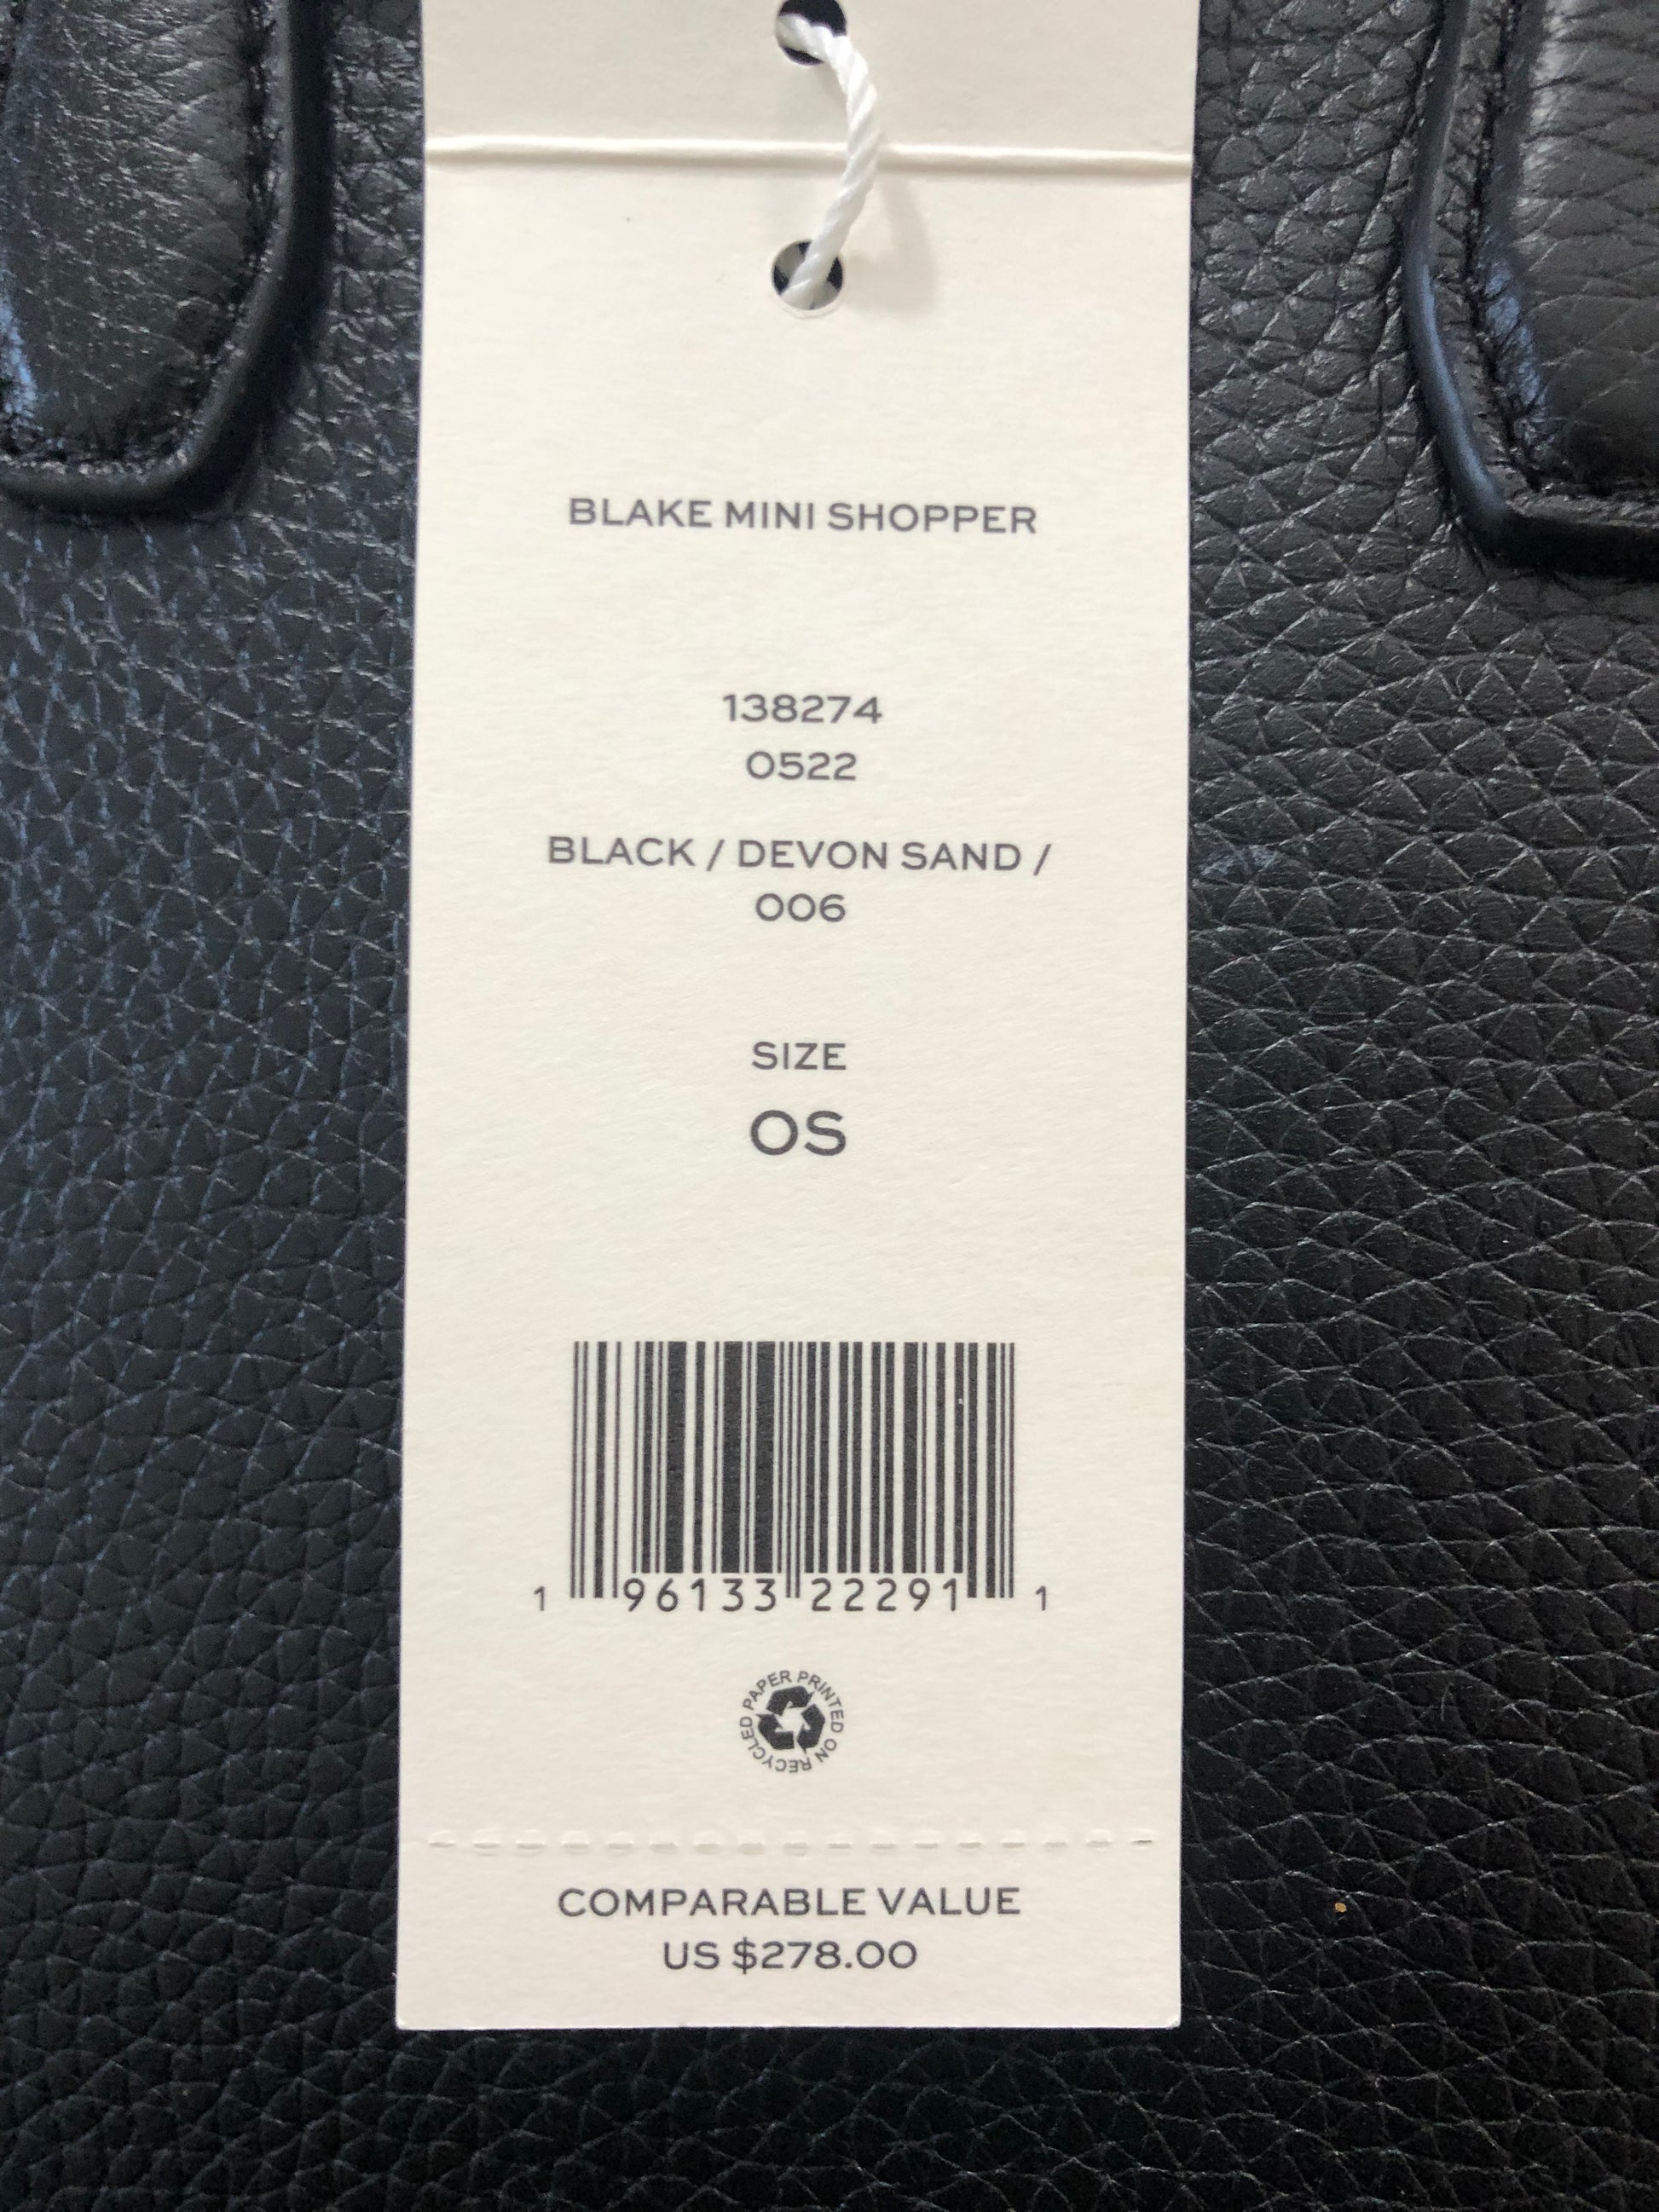 BLAKE MINI SHOPPER
138274
0522
BLACK / DEVON SAND /
006
SIZE
OS
1 96133 22291 1
PAPER PRINTED ON RECYCLED
COMPARABLE VALUE
US $278.00